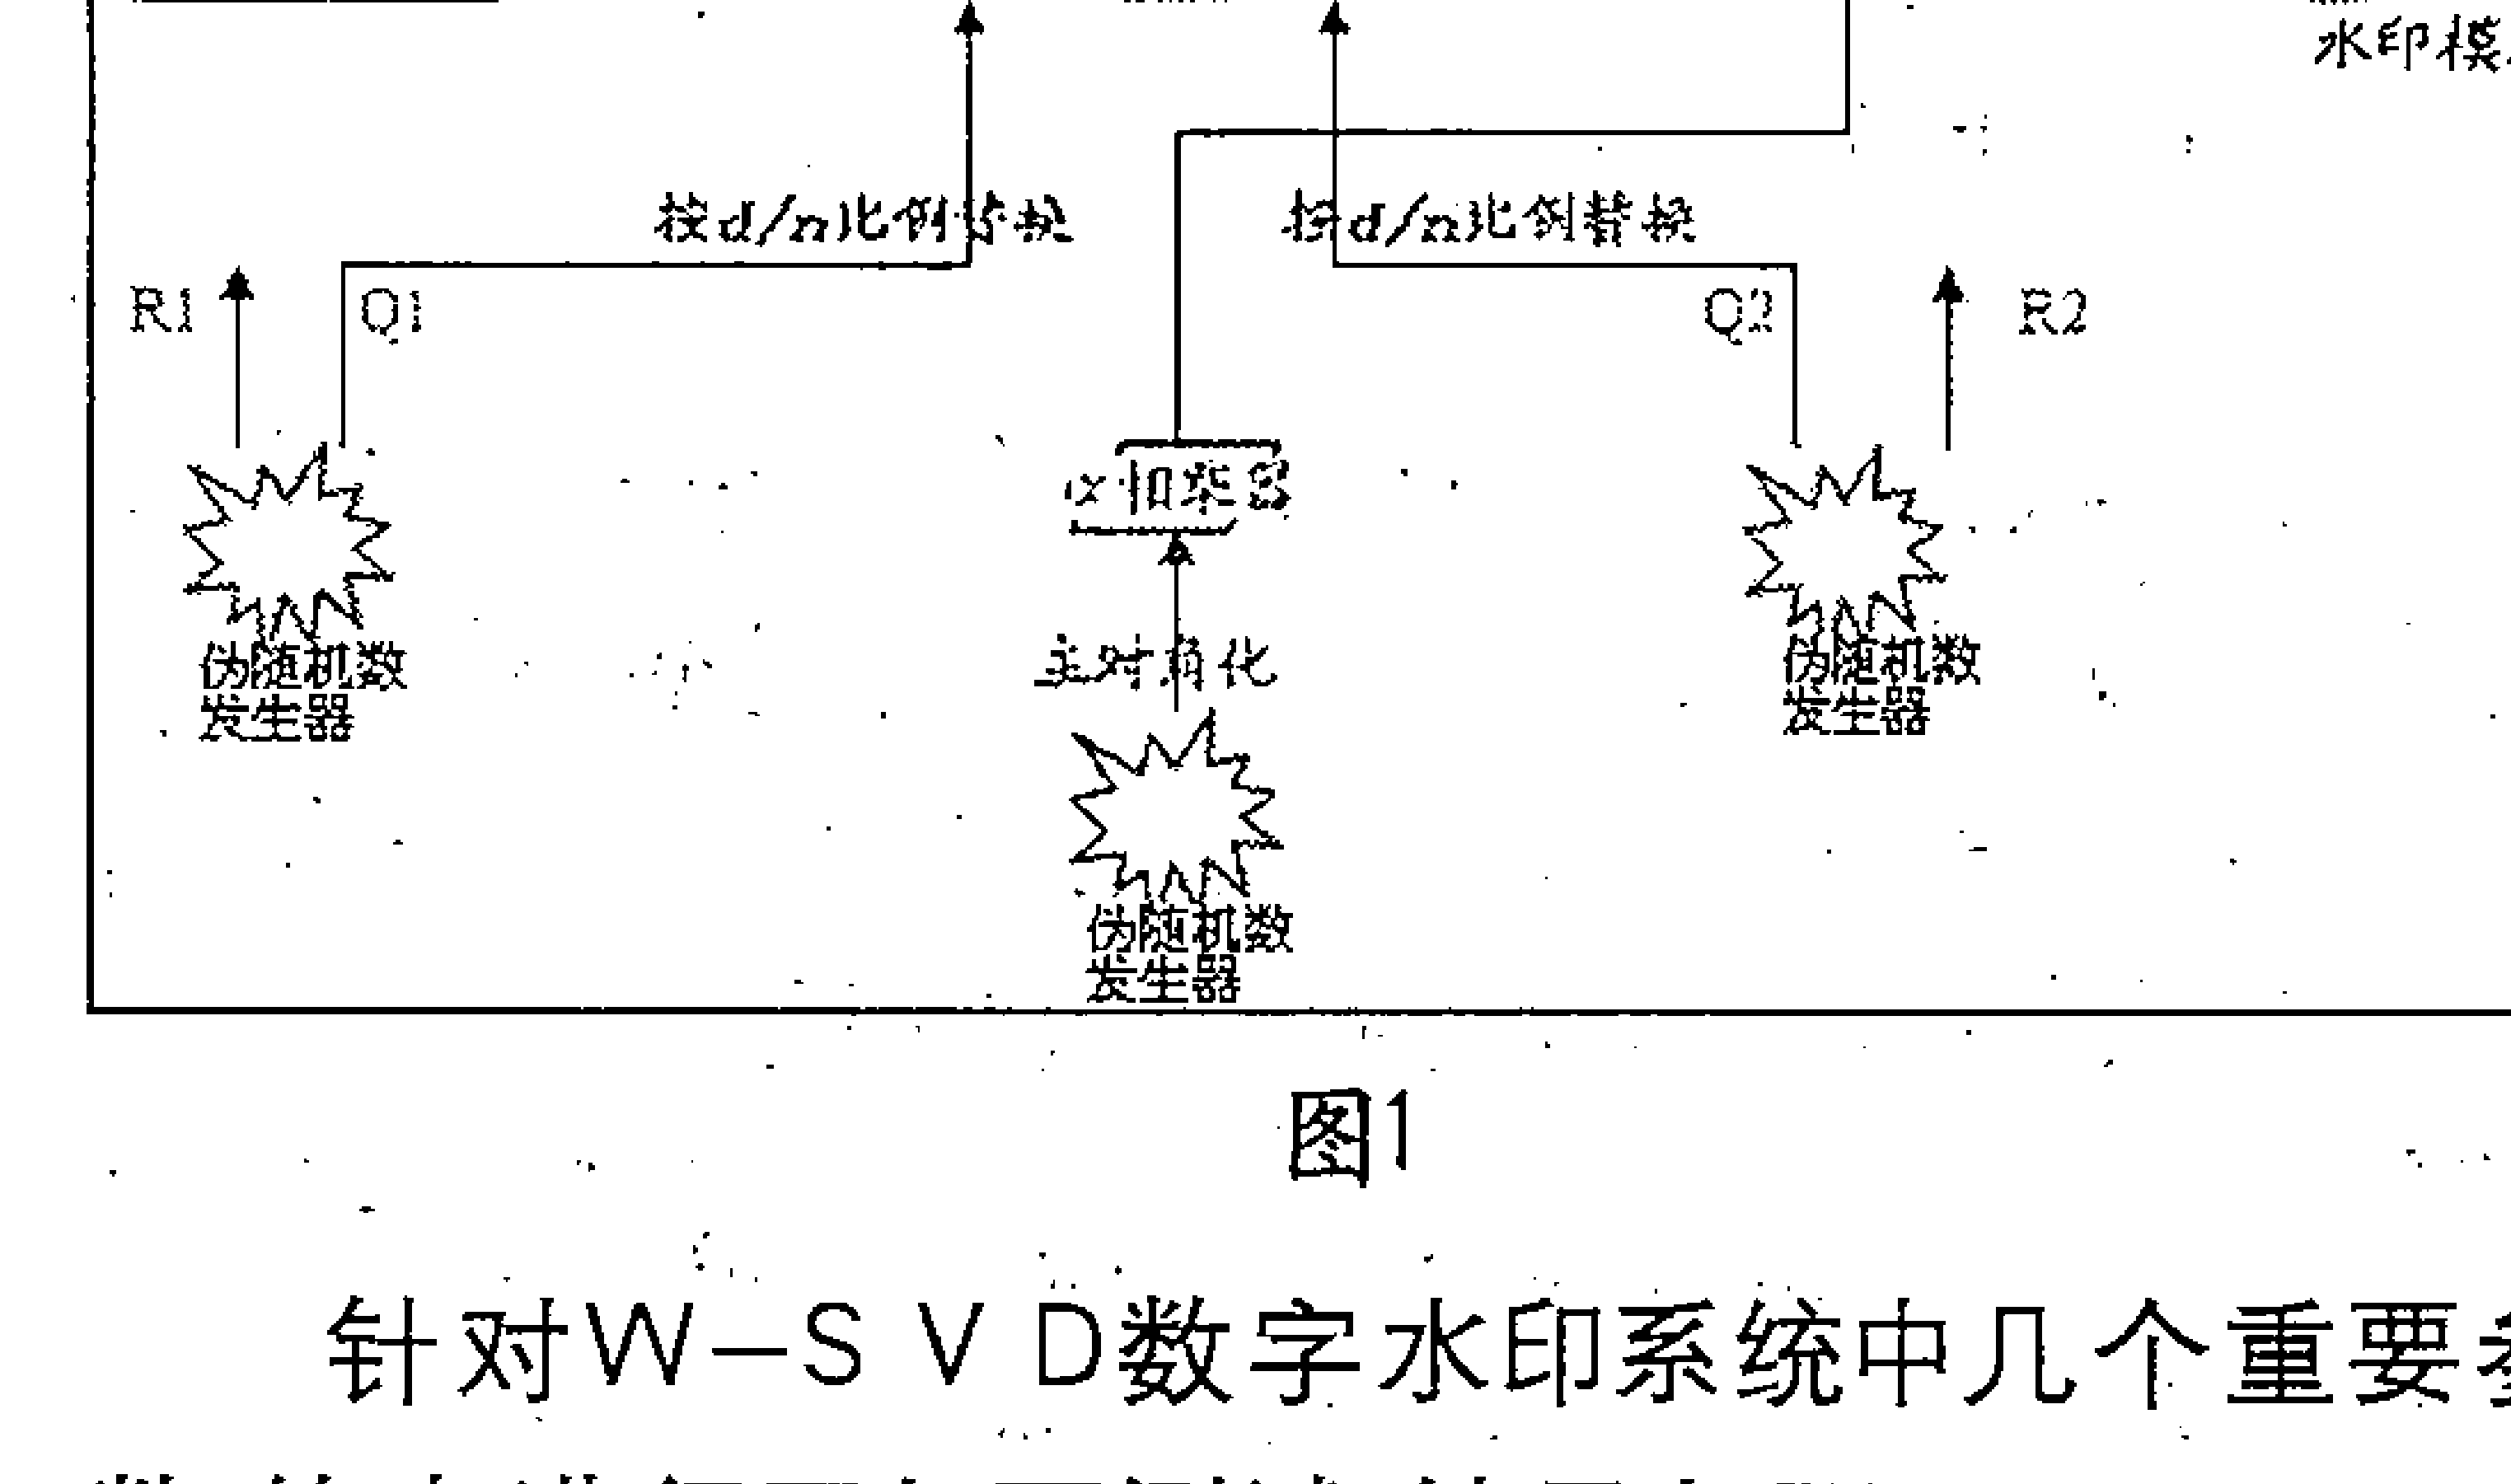 水印模
按d/n比例替换 按d/n比例替换
R1 Q1 Q2 R2
伪随机数 伪随机数
发生器 发生器
对角化
伪随机数
发生器
图1
针对W-SVD数字水印系统中几个重要